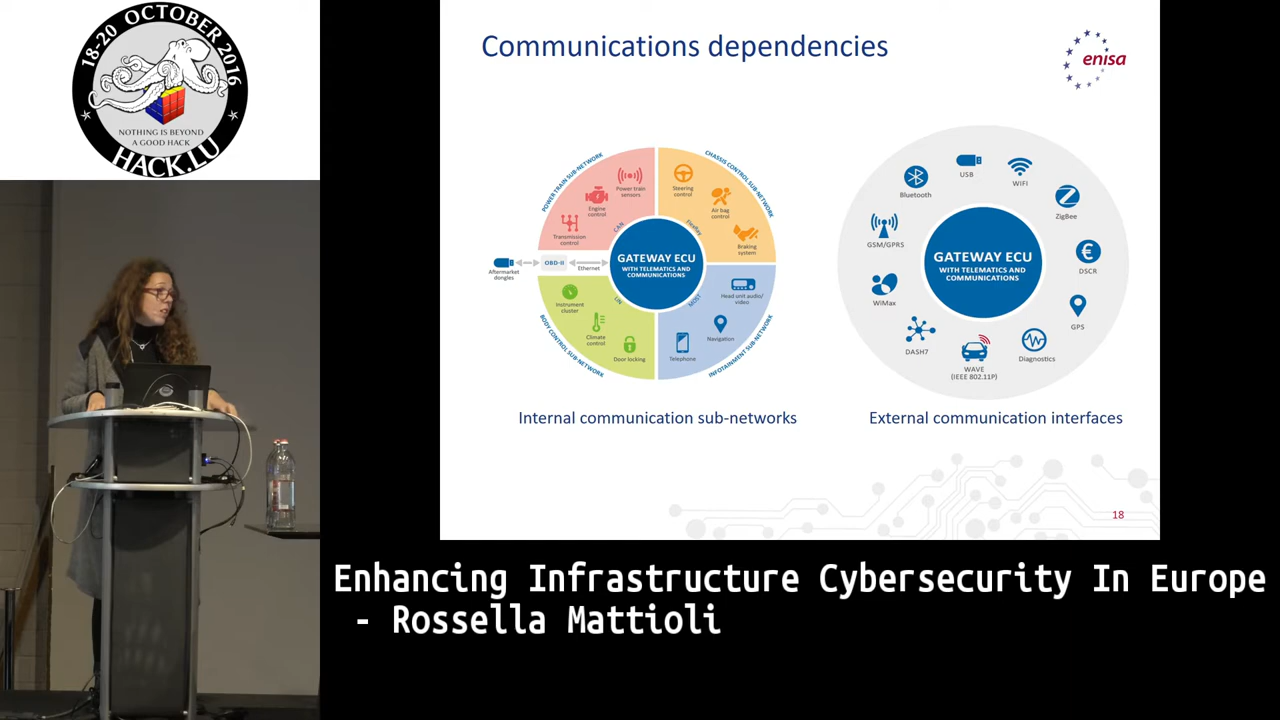 18-20 OCTOBER 2016
NOTHING IS BEYOND
A GOOD HACK
HACK.LU
Communications dependencies
enisa
POWER TRAIN SUB-NETWORK
CHASSIS CONTROL SUB-NETWORK
Power train
sensors
Engine
control
Transmission
control
CAN
Steering
control
Air bag
control
Braking
system
FlexRay
Aftermarket
dongles
OBD-II
Ethernet
GATEWAY ECU
WITH TELEMATICS AND
COMMUNICATIONS
Instrument
cluster
Climate
control
Door locking
LIN
BODY CONTROL SUB-NETWORK
MOST
Head unit audio/
video
Navigation
Telephone
INFOTAINMENT SUB-NETWORK
Internal communication sub-networks
Bluetooth
USB
WIFI
ZigBee
DSCR
GPS
Diagnostics
WAVE
(IEEE 802.11P)
DASH7
WiMax
GSM/GPRS
GATEWAY ECU
WITH TELEMATICS AND
COMMUNICATIONS
External communication interfaces
18
Enhancing Infrastructure Cybersecurity In Europe
- Rossella Mattioli